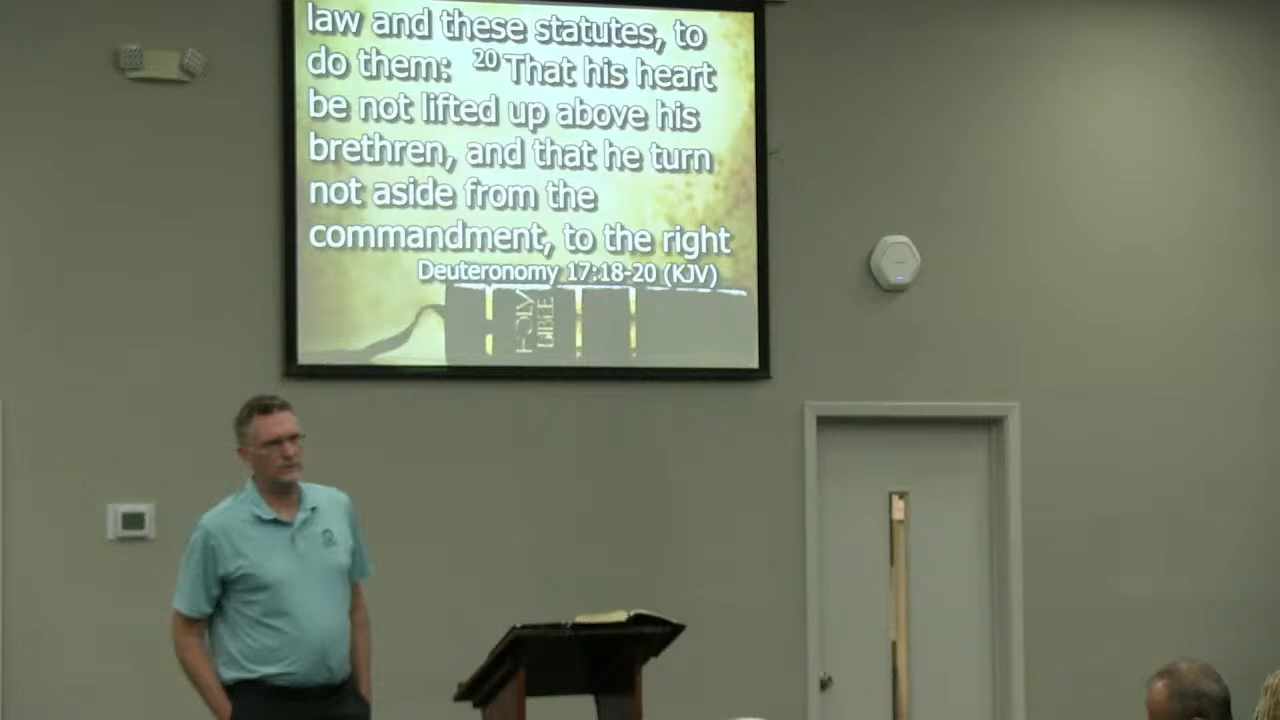 law and these statutes, to
do them: 20 That his heart
be not lifted up above his
brethren, and that he turn
not aside from the
commandment, to the right
Deuteronomy 17:18-20 (KJV)
HOLY
BIBLE